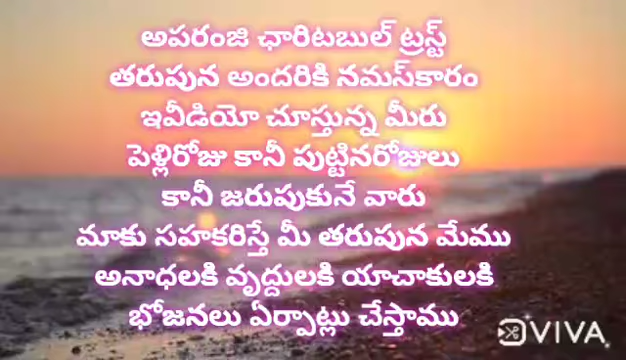 అపరంజి ఛారిటబుల్ ట్రస్ట్
తరుపున అందరికి నమస్‌కారం
ఇవీడియో చూస్తున్న మీరు
పెళ్లిరోజు కానీ పుట్టినరోజులు
కానీ జరుపుకునే వారు
మాకు సహకరిస్తే మీ తరుపున మేము
అనాధలకి వృద్దులకి యాచాకులకి
భోజనలు ఏర్పాట్లు చేస్తాము
VIVA